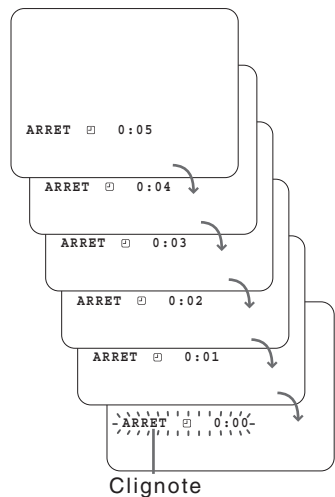 ARRET 0:05
ARRET 0:04
ARRET 0:03
ARRET 0:02
ARRET 0:01
ARRET 0:00
Clignote